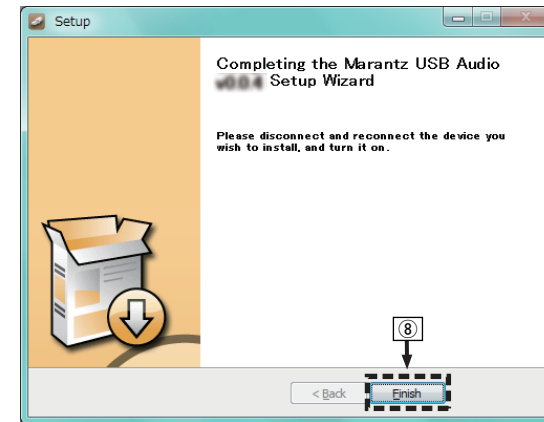 Setup
Completing the Marantz USB Audio
Setup Wizard
Please disconnect and reconnect the device you
wish to install, and turn it on.
⑧
< Back
Finish